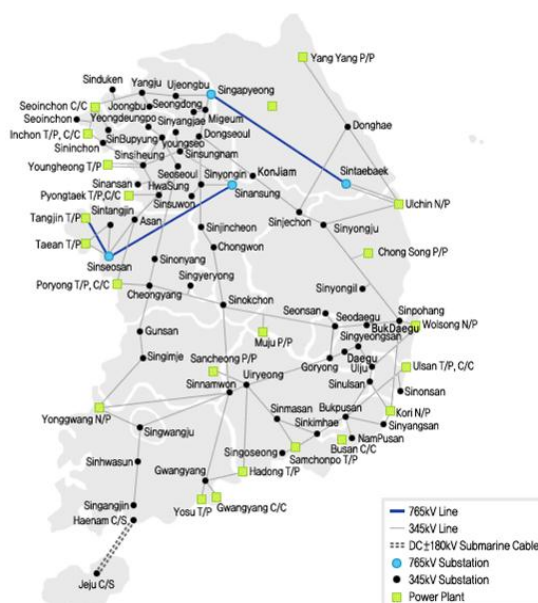 Yang Yang P/P
Sinduken
Yangju
Ujeongbu
Singapyeong
Seoinchon C/C
Joongbu
Seongdong
Seoinchon
Yeongdeungpo
Sinyangjae
Migeum
Donghae
Inchon T/P, C/C
SinBupyung
youngseo
Dongseoul
Sininchon
Sinsiheung
Sinsungnam
Youngheung T/P
Seoseoul
Sinyongin
KonJiam
Sintaebaek
Sinansan
HwaSung
Sinansung
Pyongtaek T/P,C/C
Sinsuwon
Ulchin N/P
Tangjin T/P
Sintangjin
Asan
Sinjincheon
Sinjechon
Sinyongju
Taean T/P
Chongwon
Chong Song P/P
Sinseosan
Sinonyang
Singyeryong
Sinyongil
Poryong T/P, C/C
Cheongyang
Sinokchon
Seonsan
Seodaegu
Sinpohang
BukDaegu
Wolsong N/P
Gunsan
Muju P/P
Singyeongsan
Daegu
Singimje
Sancheong P/P
Goryong
Ulju
Ulsan T/P, C/C
Uiryeong
Sinulsan
Sinnamwon
Sinonsan
Yonggwang N/P
Sinmasan
Bukpusan
Kori N/P
Singwangju
Sinkimhae
Sinyangsan
Singoseong
NamPusan
Busan C/C
Sinhwasun
Gwangyang
Hadong T/P
Samchonpo T/P
Singangjin
Yosu T/P
Gwangyang C/C
Haenam C/S
Jeju C/S
765kV Line
345kV Line
DC±180kV Submarine Cable
765kV Substation
345kV Substation
Power Plant